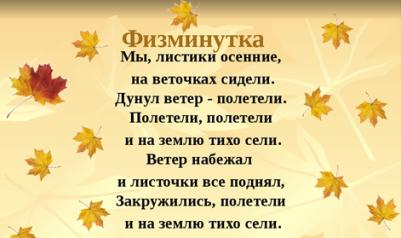 Физминутка
Мы, листики осенние,
на веточках сидели.
Дунул ветер - полетели.
Полетели, полетели
и на землю тихо сели.
Ветер набежал
и листочки все поднял,
Закружились, полетели
и на землю тихо сели.